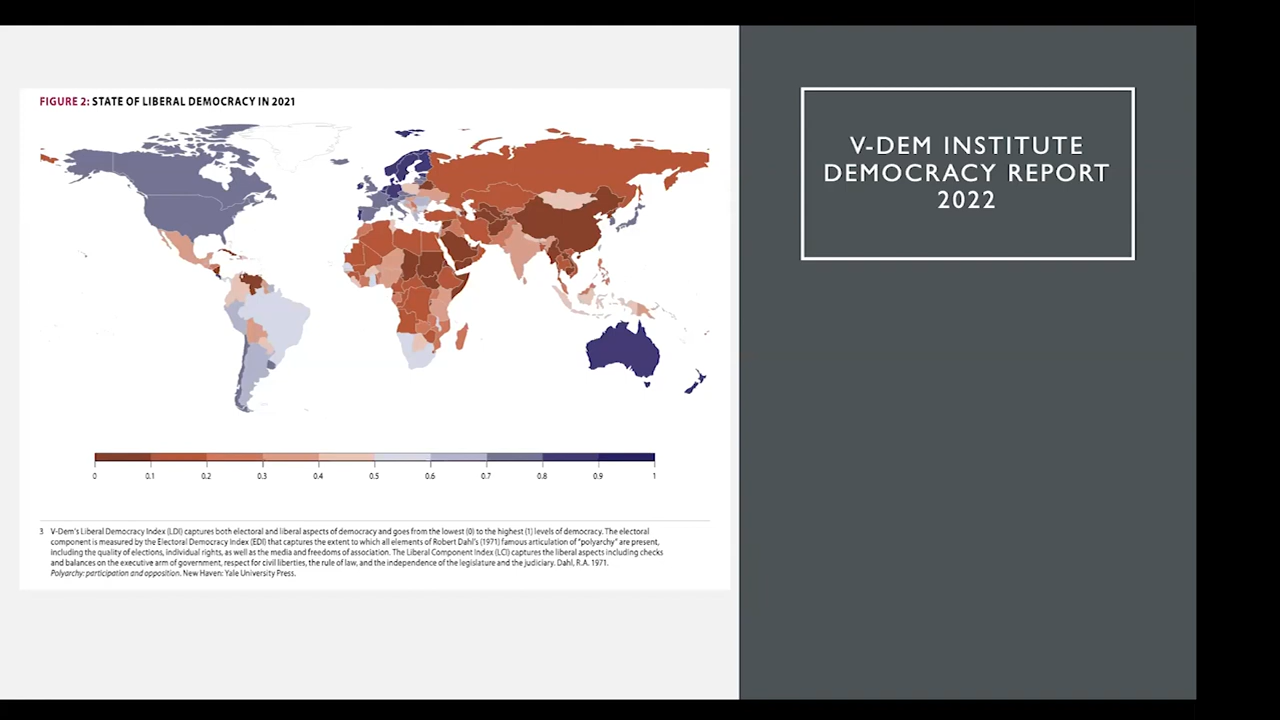 FIGURE 2: STATE OF LIBERAL DEMOCRACY IN 2021
0 0.1 0.2 0.3 0.4 0.5 0.6 0.7 0.8 0.9 1
3 V-Dem's Liberal Democracy Index (LDI) captures both electoral and liberal aspects of democracy and goes from the lowest (0) to the highest (1) levels of democracy. The electoral
component is measured by the Electoral Democracy Index (EDI) that captures the extent to which all elements of Robert Dahl's (1971) famous articulation of "polyarchy" are present,
including the quality of elections, individual rights, as well as the media and freedoms of association. The Liberal Component Index (LCI) captures the liberal aspects including checks
and balances on the executive arm of government, respect for civil liberties, the rule of law, and the independence of the legislature and the judiciary. Dahl, R.A. 1971.
Polyarchy: participation and opposition. New Haven: Yale University Press.
V-DEM INSTITUTE
DEMOCRACY REPORT
2022